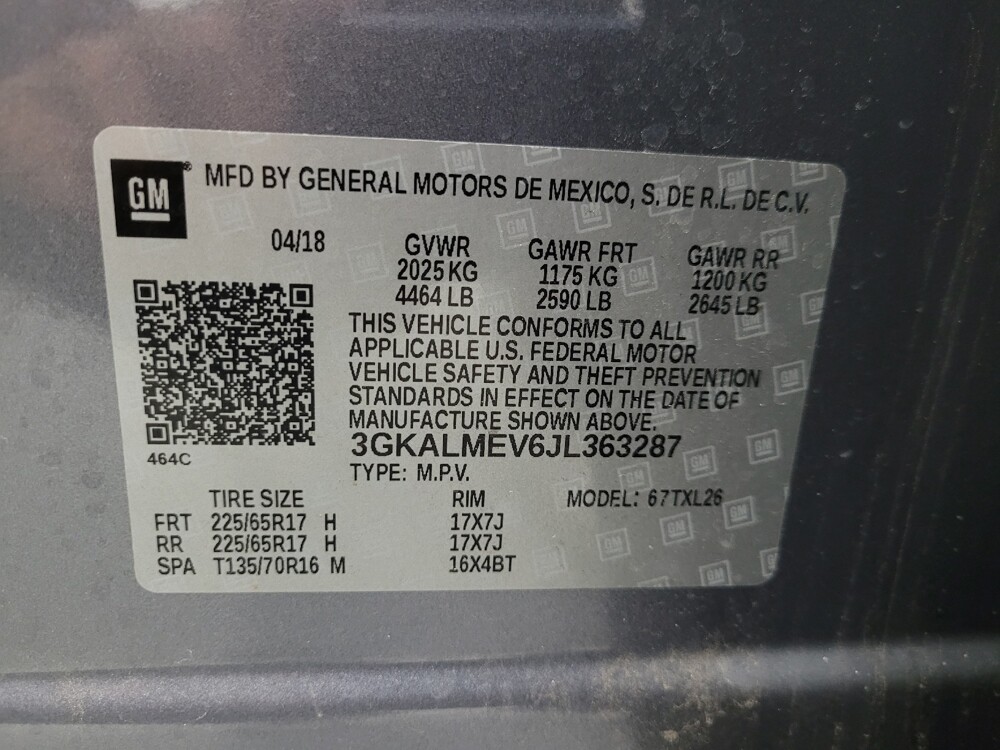 GM® MFD BY GENERAL MOTORS DE MEXICO, S. DE R.L. DE C.V.
04/18 GVWR GAWR FRT GAWR RR
2025 KG 1175 KG 1200 KG
4464 LB 2590 LB 2645 LB
THIS VEHICLE CONFORMS TO ALL
APPLICABLE U.S. FEDERAL MOTOR
VEHICLE SAFETY AND THEFT PREVENTION
STANDARDS IN EFFECT ON THE DATE OF
MANUFACTURE SHOWN ABOVE.
3GKALMEV6JL363287
464C
TYPE: M.P.V.
TIRE SIZE RIM MODEL: 67TXL26
FRT 225/65R17 H 17X7J
RR 225/65R17 H 17X7J
SPA T135/70R16 M 16X4BT